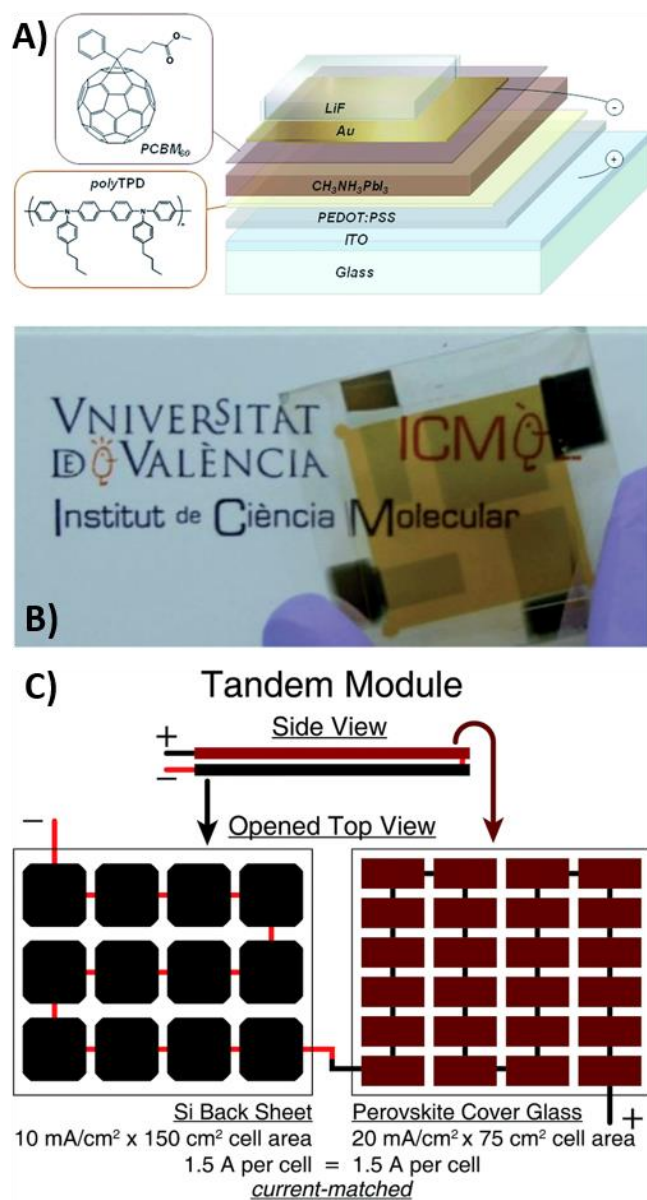 A)
PCBM60
polyTPD
N
N
n
O
O
LiF
Au
-
CH3NH3PbI3
+
PEDOT:PSS
ITO
Glass
VNIVERSITAT
DE VALÈNCIA
Institut de Ciència Molecular
ICMOL
B)
C)
Tandem Module
Side View
+
−
Opened Top View
−
Si Back Sheet
10 mA/cm² x 150 cm² cell area
Perovskite Cover Glass
+
20 mA/cm² x 75 cm² cell area
1.5 A per cell = 1.5 A per cell
current-matched